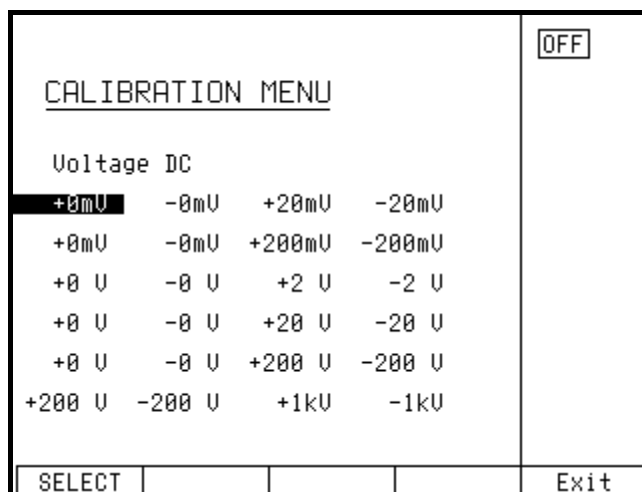 OFF
CALIBRATION MENU
Voltage DC
+0mV -0mV +20mV -20mV
+0mV -0mV +200mV -200mV
+0 V -0 V +2 V -2 V
+0 V -0 V +20 V -20 V
+0 V -0 V +200 V -200 V
+200 V -200 V +1kV -1kV
SELECT Exit